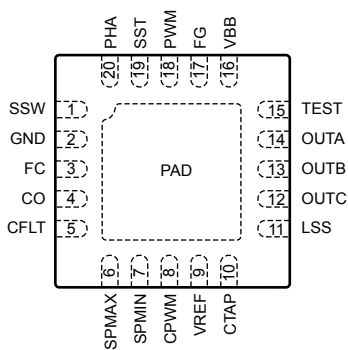 PHA SST PWM FG VBB
20 19 18 17 16
SSW 1 15 TEST
GND 2 14 OUTA
FC 3 PAD 13 OUTB
CO 4 12 OUTC
CFLT 5 11 LSS
6 7 8 9 10
SPMAX SPMIN CPWM VREF CTAP